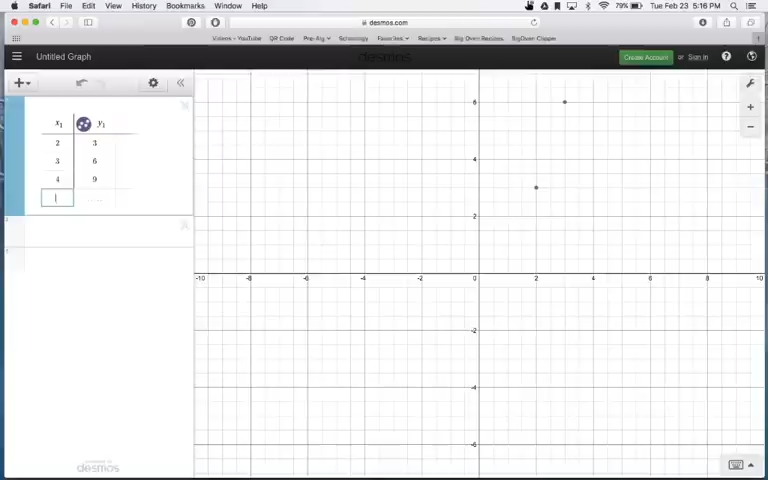 Safari File Edit View History Bookmarks Window Help 79% Tue Feb 23 5:16 PM
desmos.com
Videos - YouTube QR Code Pre-Alg Schoology Favorites Recipes Big Oven Recipes BigOven Clipper
Untitled Graph desmos Create Account or Sign In
x1 y1
2 3
3 6
4 9
6
4
2
-10 -8 -6 -4 -2 0 2 4 6 8 10
-2
-4
-6
desmos